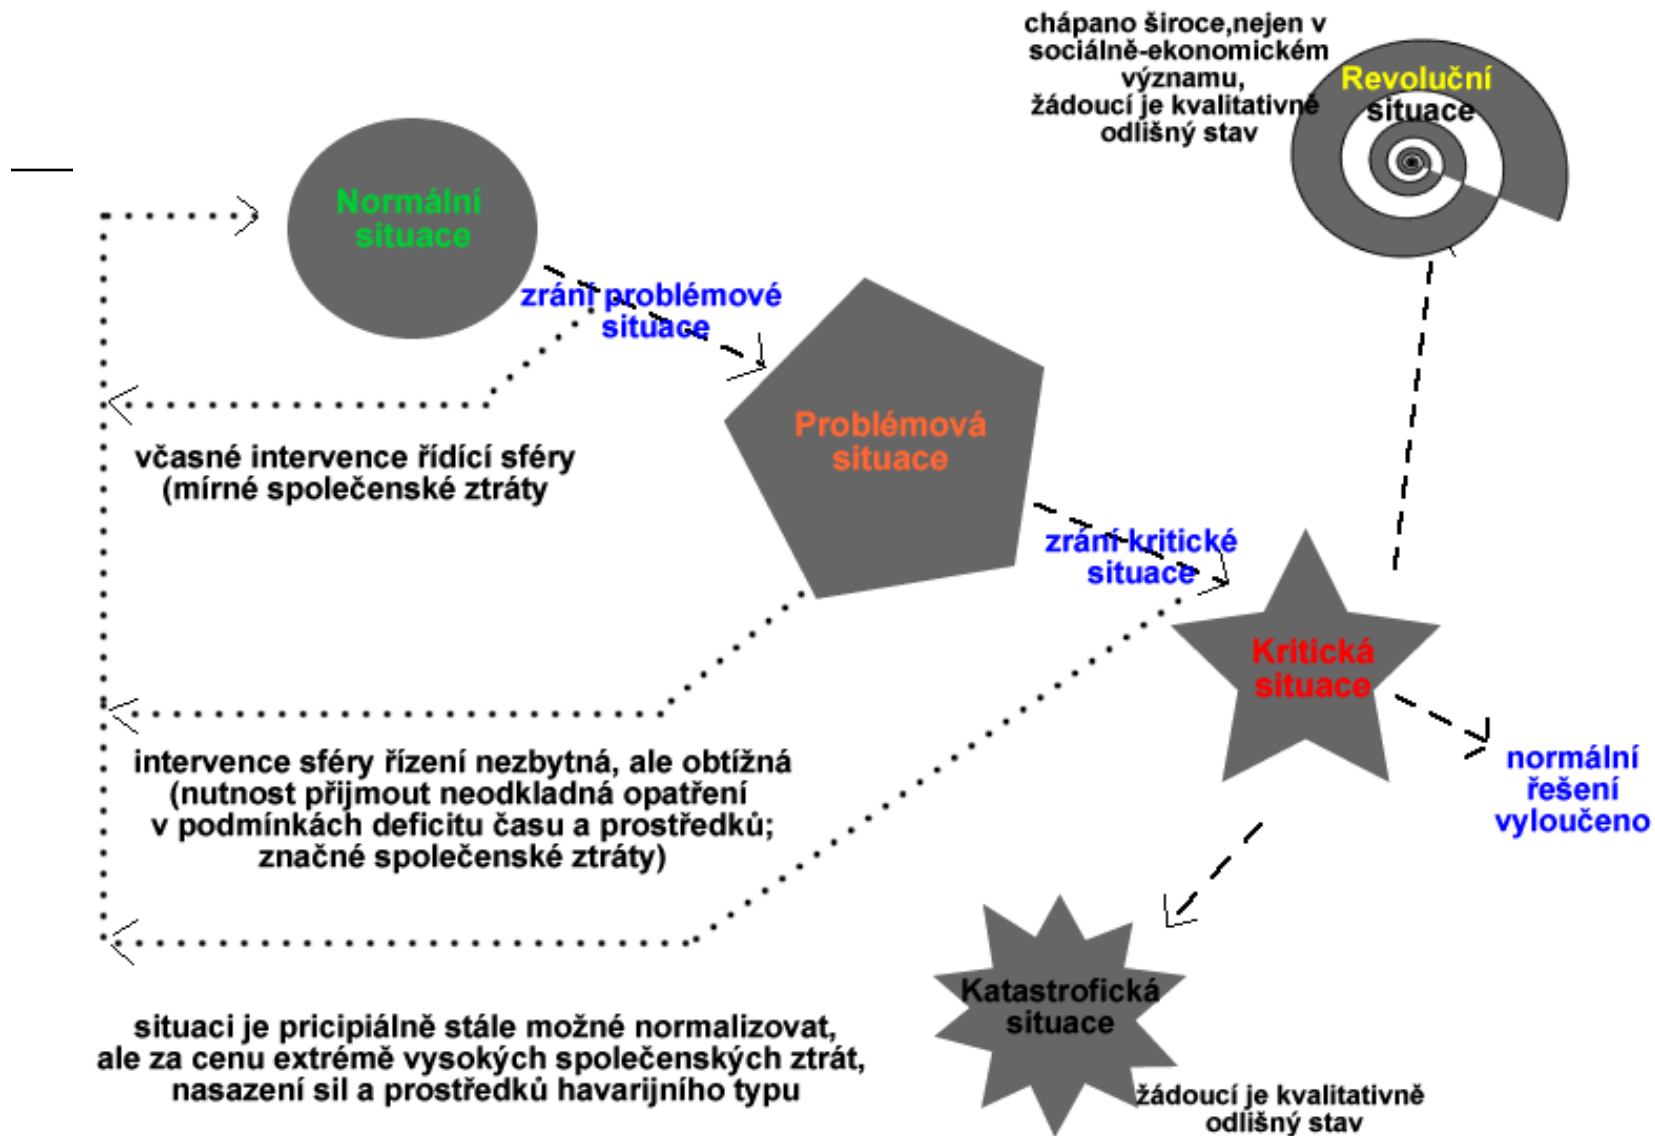 chápano široce,nejen v
sociálně-ekonomickém
významu,
žádoucí je kvalitativně
odlišný stav
Revoluční
situace
Normální
situace
zrání problémové
situace
Problémová
situace
včasné intervence řídící sféry
(mírné společenské ztráty
zrání kritické
situace
Kritická
situace
normální
řešení
vyloučeno
intervence sféry řízení nezbytná, ale obtížná
(nutnost přijmout neodkladná opatření
v podmínkách deficitu času a prostředků;
značné společenské ztráty)
Katastrofická
situace
situaci je pricipiálně stále možné normalizovat,
ale za cenu extrémě vysokých společenských ztrát,
nasazení sil a prostředků havarijního typu
žádoucí je kvalitativně
odlišný stav